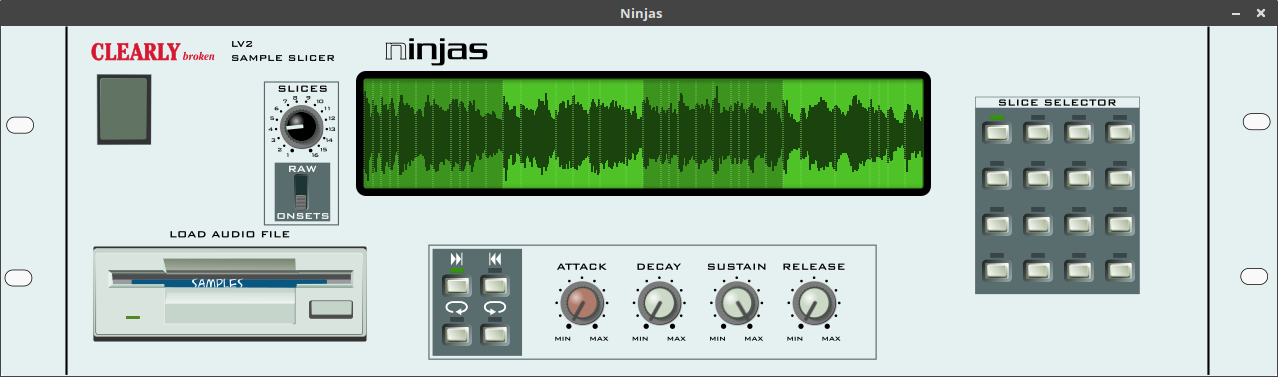 Ninjas
CLEARLY broken
LV2
SAMPLE SLICER
ninjas
SLICES
1 2 3 4 5 6 7 8 9 10 11 12 13 14 15 16
RAW
ONSETS
SLICE SELECTOR
LOAD AUDIO FILE
SAMPLES
ATTACK DECAY SUSTAIN RELEASE
MIN MAX MIN MAX MIN MAX MIN MAX